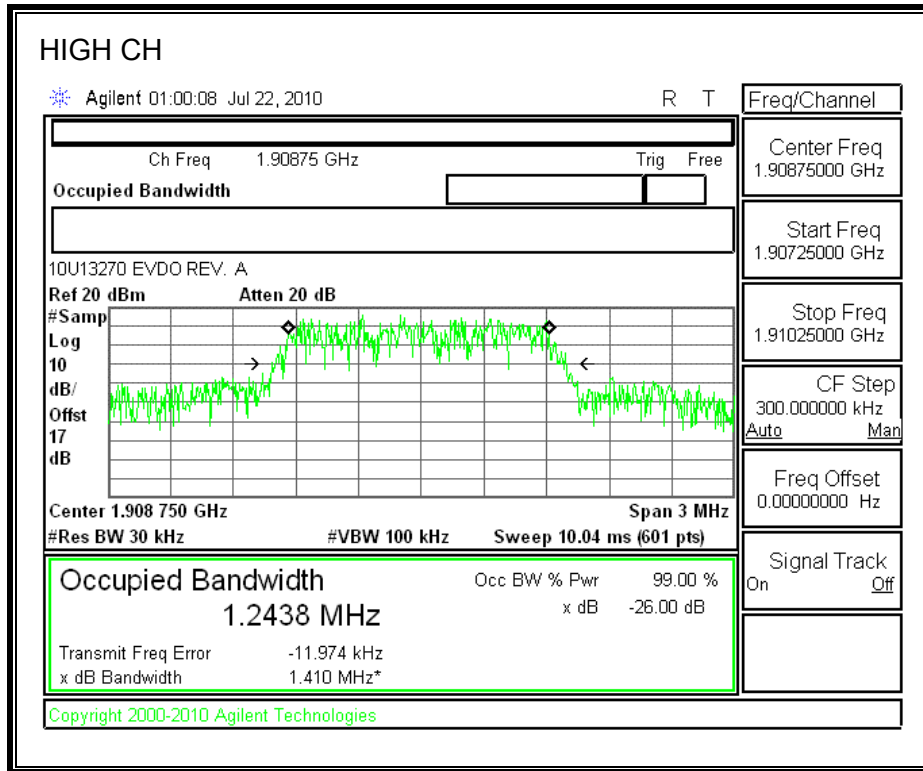 HIGH CH
Agilent 01:00:08 Jul 22, 2010 R T
Freq/Channel
Ch Freq 1.90875 GHz Trig Free
Occupied Bandwidth
Center Freq
1.90875000 GHz
Start Freq
1.90725000 GHz
10U13270 EVDO REV. A
Ref 20 dBm Atten 20 dB
#Samp
Log
10
dB/
Offst
17
dB
Stop Freq
1.91025000 GHz
CF Step
300.000000 kHz
Auto Man
Freq Offset
0.00000000 Hz
Center 1.908 750 GHz Span 3 MHz
#Res BW 30 kHz #VBW 100 kHz Sweep 10.04 ms (601 pts)
Signal Track
On Off
Occupied Bandwidth
1.2438 MHz
Occ BW % Pwr 99.00 %
x dB -26.00 dB
Transmit Freq Error -11.974 kHz
x dB Bandwidth 1.410 MHz*
Copyright 2000-2010 Agilent Technologies